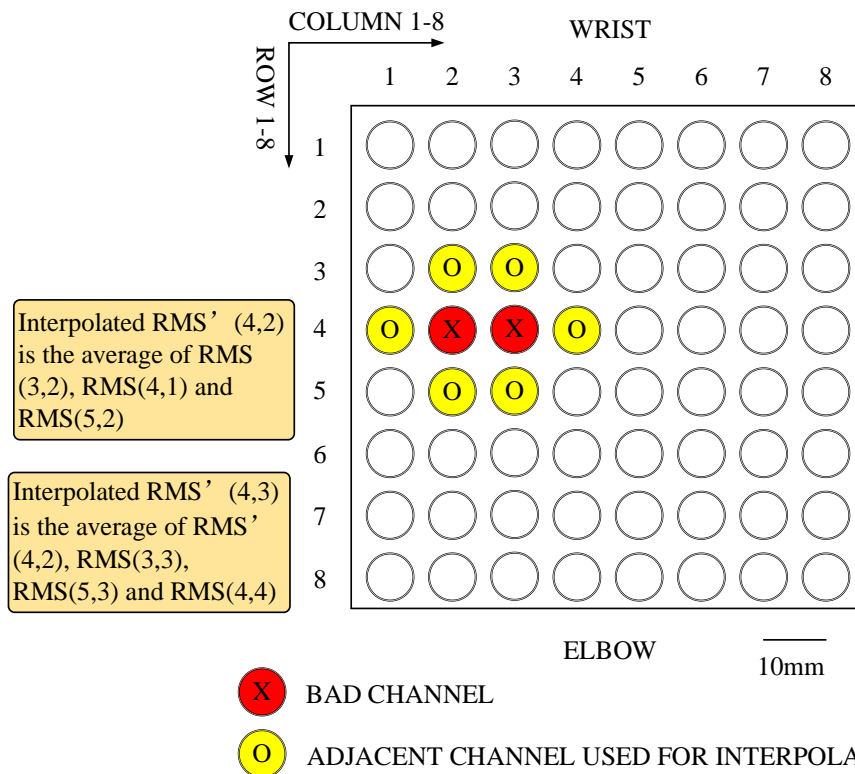 COLUMN 1-8
WRIST
ROW 1-8
1 2 3 4 5 6 7 8
1
2
3 O O
4 O X X O
5 O O
6
7
8
Interpolated RMS’ (4,2)
is the average of RMS
(3,2), RMS(4,1) and
RMS(5,2)
Interpolated RMS’ (4,3)
is the average of RMS’
(4,2), RMS(3,3),
RMS(5,3) and RMS(4,4)
ELBOW
10mm
X BAD CHANNEL
O ADJACENT CHANNEL USED FOR INTERPOLA